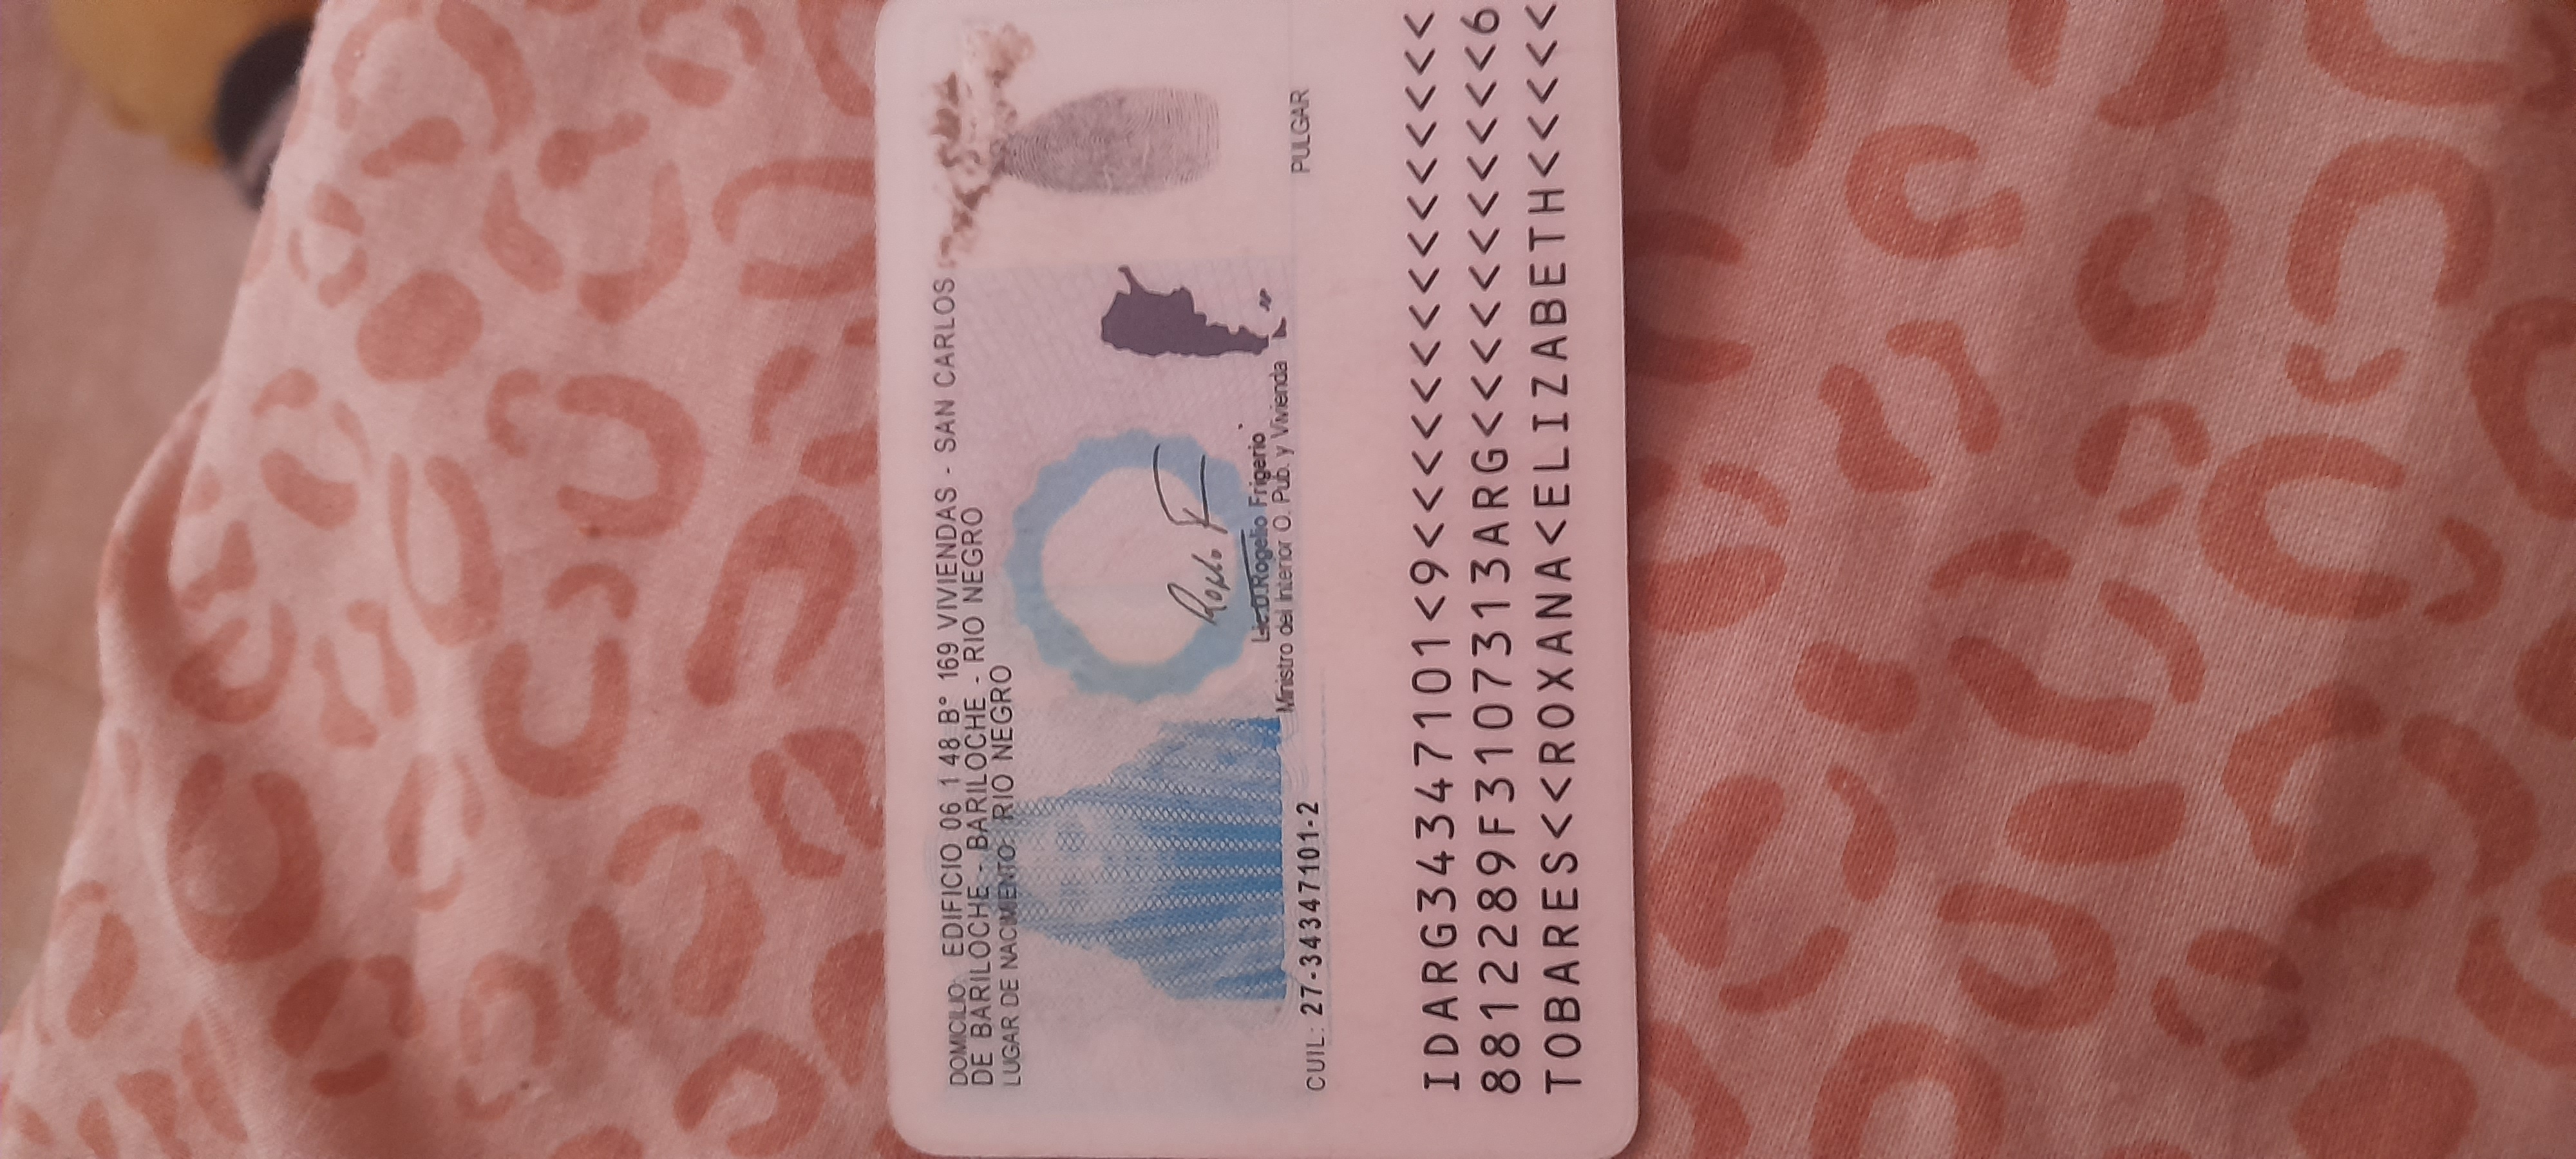 DOMICILIO: EDIFICIO 06 1 48 B° 169 VIVIENDAS - SAN CARLOS
DE BARILOCHE - BARILOCHE - RIO NEGRO
LUGAR DE NACIMIENTO: RIO NEGRO
Lic.D.Rogelio Frigerio
Ministro del Interior O. Pub. y Vivienda
CUIL: 27-34347101-2
PULGAR
IDARG34347101<9<<<<<<<<<<<<<<<
8812289F3107313ARG<<<<<<<<<<<6
TOBARES<<ROXANA<ELIZABETH<<<<<